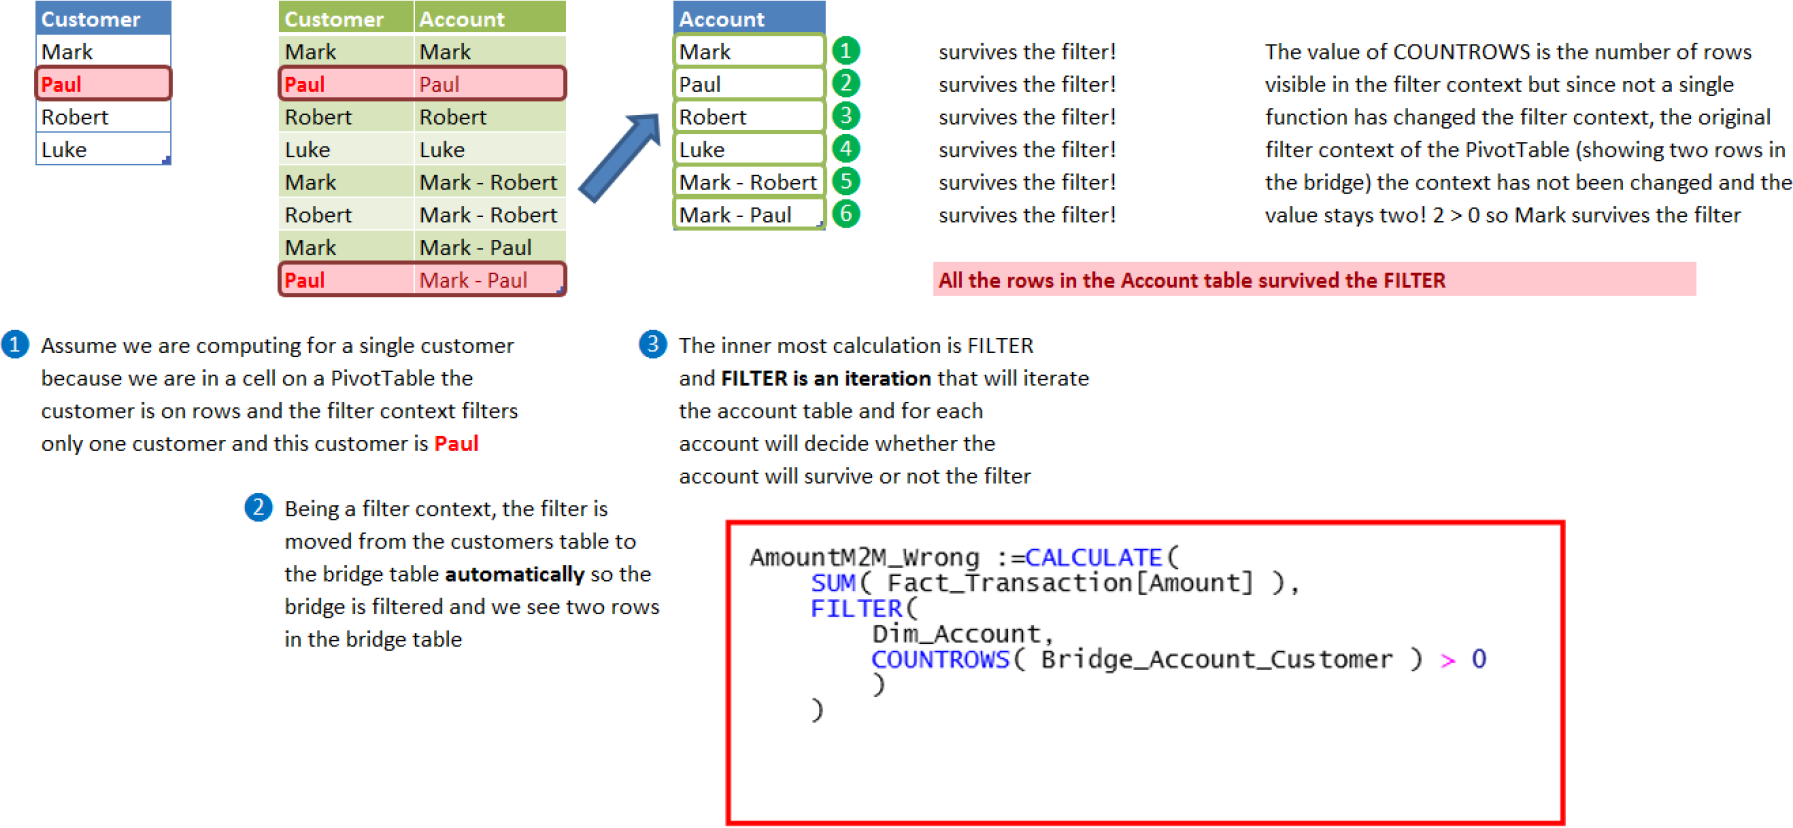 Customer
Mark
Paul
Robert
Luke
Customer Account
Mark Mark
Paul Paul
Robert Robert
Luke Luke
Mark Mark - Robert
Robert Mark - Robert
Mark Mark - Paul
Paul Mark - Paul
Account
Mark 1
Paul 2
Robert 3
Luke 4
Mark - Robert 5
Mark - Paul 6
survives the filter!
survives the filter!
survives the filter!
survives the filter!
survives the filter!
survives the filter!
The value of COUNTROWS is the number of rows
visible in the filter context but since not a single
function has changed the filter context, the original
filter context of the PivotTable (showing two rows in
the bridge) the context has not been changed and the
value stays two! 2 > 0 so Mark survives the filter
All the rows in the Account table survived the FILTER
1 Assume we are computing for a single customer
because we are in a cell on a PivotTable the
customer is on rows and the filter context filters
only one customer and this customer is Paul
2 Being a filter context, the filter is
moved from the customers table to
the bridge table automatically so the
bridge is filtered and we see two rows
in the bridge table
3 The inner most calculation is FILTER
and FILTER is an iteration that will iterate
the account table and for each
account will decide whether the
account will survive or not the filter
AmountM2M_Wrong :=CALCULATE(
SUM( Fact_Transaction[Amount] ),
FILTER(
Dim_Account,
COUNTROWS( Bridge_Account_Customer ) > 0
)
)